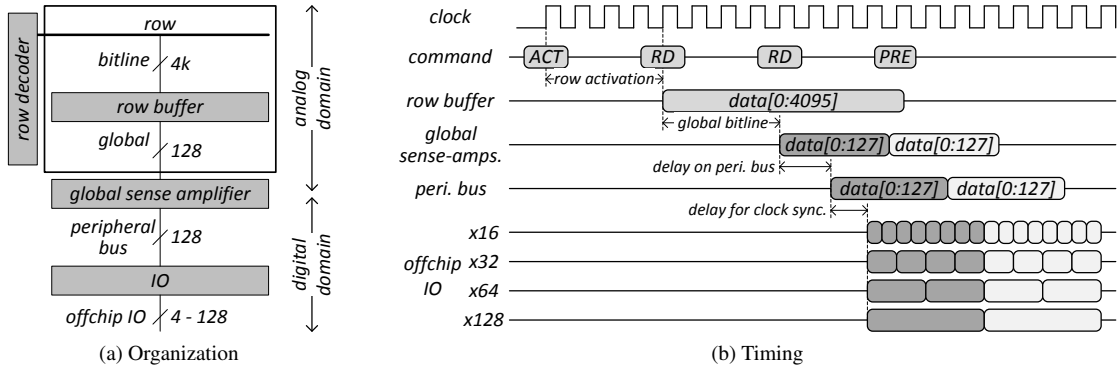 row
row decoder
bitline
4k
row buffer
global
128
global sense amplifier
peripheral
bus
128
IO
offchip IO
4 - 128
analog
domain
digital
domain
(a) Organization
clock
command
ACT
RD
RD
PRE
row activation
row buffer
data[0:4095]
global bitline
global
sense-amps.
data[0:127]
data[0:127]
delay on peri. bus
peri. bus
data[0:127]
data[0:127]
delay for clock sync.
offchip
IO
x16
x32
x64
x128
(b) Timing